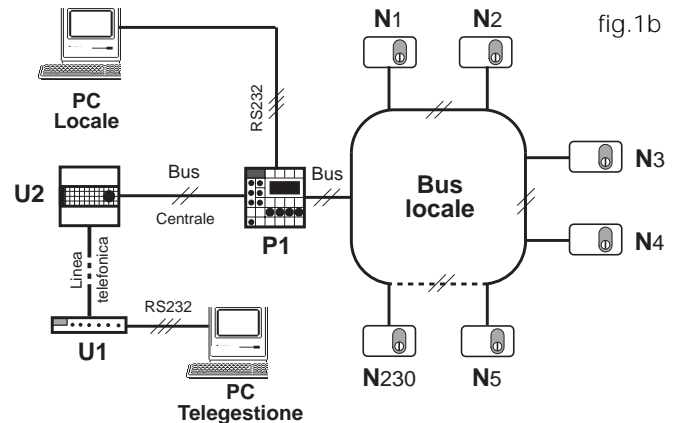 fig.1b
N1
N2
PC
Locale
RS232
N3
U2
Bus
Centrale
P1
Bus
Bus
locale
N4
Linea
telefonica
RS232
U1
PC
Telegestione
N230
N5